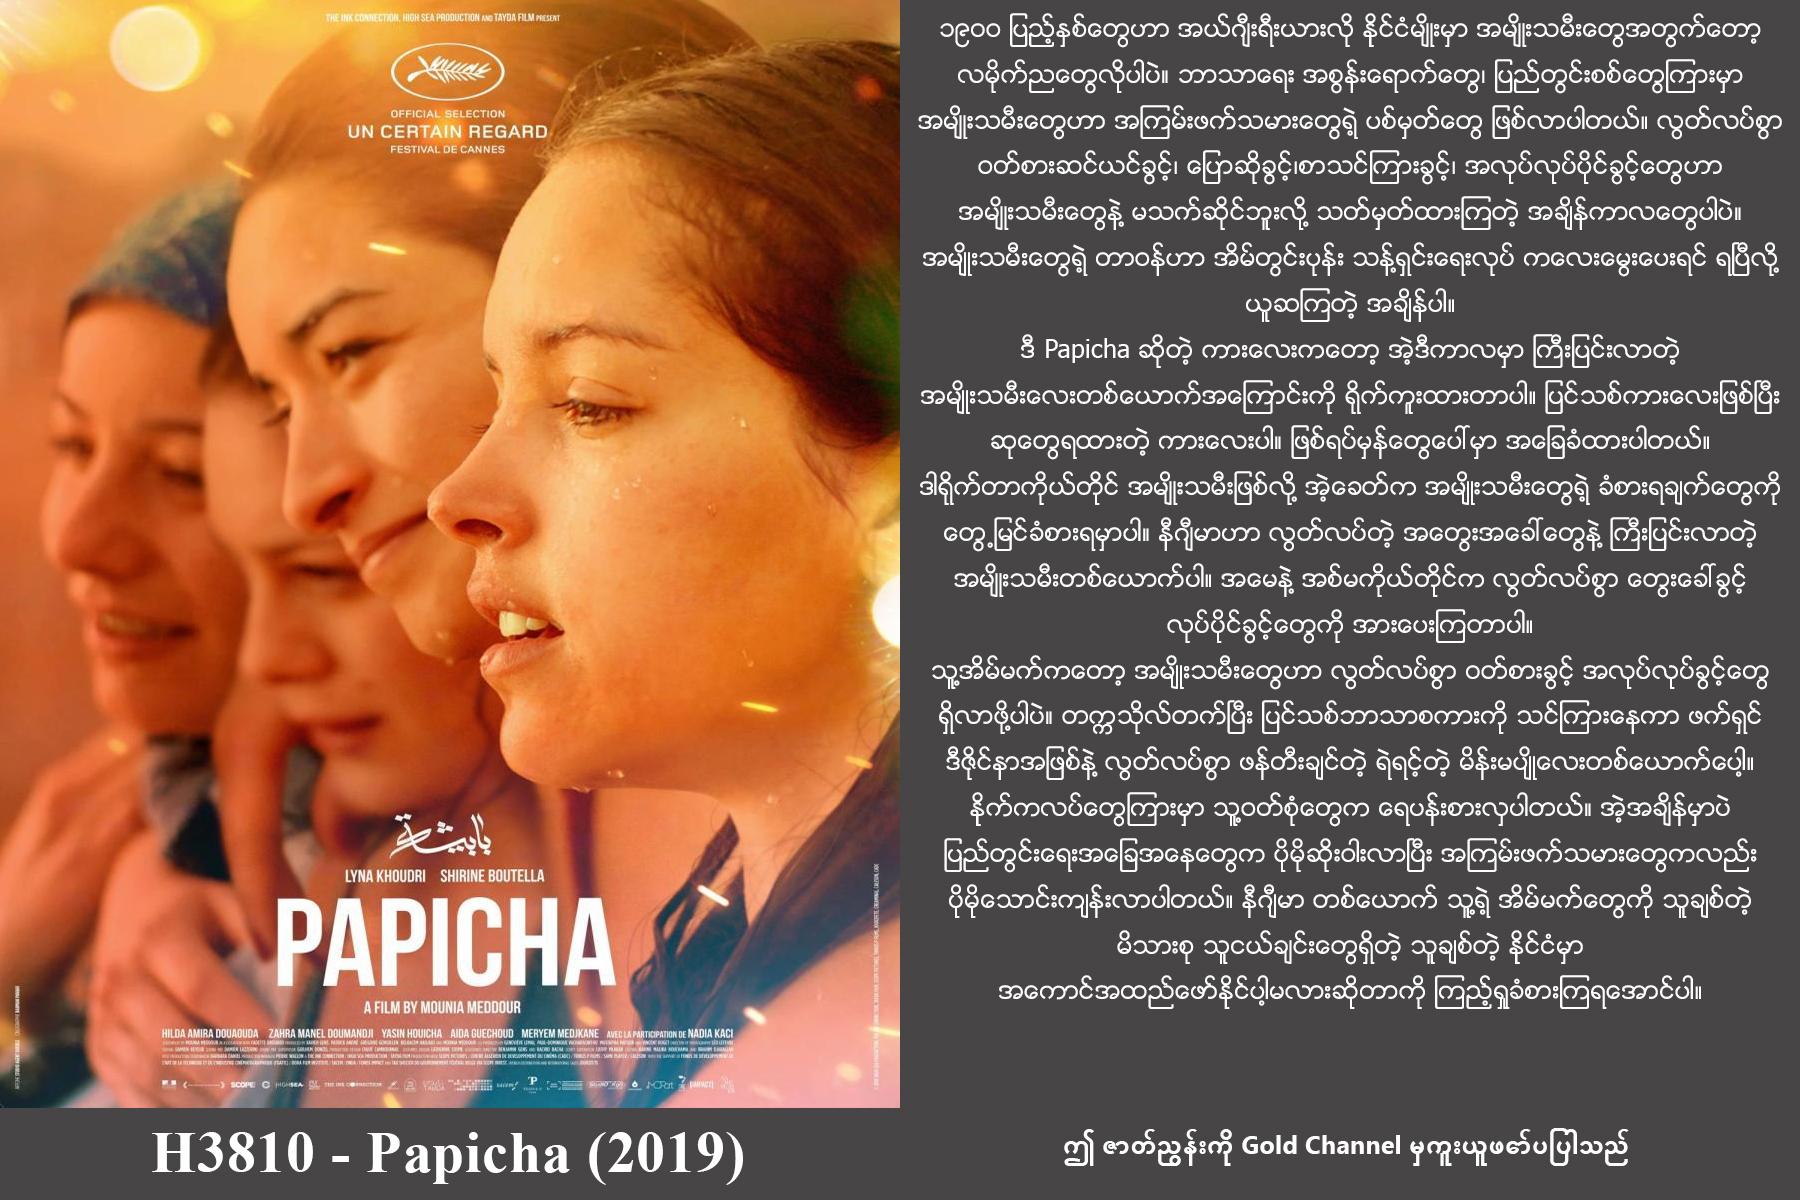 THE INK CONNECTION, HIGH SEA PRODUCTION AND TAYDA FILM PRESENT
OFFICIAL SELECTION
UN CERTAIN REGARD
FESTIVAL DE CANNES
بابيشة
LYNA KHOUDRI SHIRINE BOUTELLA
PAPICHA
A FILM BY MOUNIA MEDDOUR
HILDA AMIRA DOUAOUDA ZAHRA MANEL DOUMANDJI YASIN HOUICHA AIDA GUECHOUD MERYEM MEDJKANE AVEC LA PARTICIPATION DE NADIA KACI
H3810 - Papicha (2019)
၁၉၀၀ ပြည့်နှစ်တွေဟာ အယ်ဂျီးရီးယားလို နိုင်ငံမျိုးမှာ အမျိုးသမီးတွေအတွက်တော့
လမိုက်ညတွေလိုပါပဲ။ ဘာသာရေး အစွန်းရောက်တွေ၊ ပြည်တွင်းစစ်တွေကြားမှာ
အမျိုးသမီးတွေဟာ အကြမ်းဖက်သမားတွေရဲ့ ပစ်မှတ်တွေ ဖြစ်လာပါတယ်။ လွတ်လပ်စွာ
ဝတ်စားဆင်ယင်ခွင့်၊ ပြောဆိုခွင့်၊စာသင်ကြားခွင့်၊ အလုပ်လုပ်ပိုင်ခွင့်တွေဟာ
အမျိုးသမီးတွေနဲ့ မသက်ဆိုင်ဘူးလို့ သတ်မှတ်ထားကြတဲ့ အချိန်ကာလတွေပါပဲ။
အမျိုးသမီးတွေရဲ့ တာဝန်ဟာ အိမ်တွင်းပုန်း သန့်ရှင်းရေးလုပ် ကလေးမွေးပေးရင် ရပြီလို့
ယူဆကြတဲ့ အချိန်ပါ။
ဒီ Papicha ဆိုတဲ့ ကားလေးကတော့ အဲ့ဒီကာလမှာ ကြီးပြင်းလာတဲ့
အမျိုးသမီးလေးတစ်ယောက်အကြောင်းကို ရိုက်ကူးထားတာပါ။ ပြင်သစ်ကားလေးဖြစ်ပြီး
ဆုတွေရထားတဲ့ ကားလေးပါ။ ဖြစ်ရပ်မှန်တွေပေါ်မှာ အခြေခံထားပါတယ်။
ဒါရိုက်တာကိုယ်တိုင် အမျိုးသမီးဖြစ်လို့ အဲ့ခေတ်က အမျိုးသမီးတွေရဲ့ ခံစားရချက်တွေကို
တွေ့မြင်ခံစားရမှာပါ။ နီဂျီမာဟာ လွတ်လပ်တဲ့ အတွေးအခေါ်တွေနဲ့ ကြီးပြင်းလာတဲ့
အမျိုးသမီးတစ်ယောက်ပါ။ အမေနဲ့ အစ်မကိုယ်တိုင်က လွတ်လပ်စွာ တွေးခေါ်ခွင့်
လုပ်ပိုင်ခွင့်တွေကို အားပေးကြတာပါ။
သူ့အိမ်မက်ကတော့ အမျိုးသမီးတွေဟာ လွတ်လပ်စွာ ဝတ်စားခွင့် အလုပ်လုပ်ခွင့်တွေ
ရှိလာဖို့ပါပဲ။ တက္ကသိုလ်တက်ပြီး ပြင်သစ်ဘာသာစကားကို သင်ကြားနေကာ ဖက်ရှင်
ဒီဇိုင်နာအဖြစ်နဲ့ လွတ်လပ်စွာ ဖန်တီးချင်တဲ့ ရဲရင့်တဲ့ မိန်းမပျိုလေးတစ်ယောက်ပေါ့။
နိုက်ကလပ်တွေကြားမှာ သူ့ဝတ်စုံတွေက ရေပန်းစားလှပါတယ်။ အဲ့အချိန်မှာပဲ
ပြည်တွင်းရေးအခြေအနေတွေက ပိုမိုဆိုးဝါးလာပြီး အကြမ်းဖက်သမားတွေကလည်း
ပိုမိုသောင်းကျန်းလာပါတယ်။ နီဂျီမာ တစ်ယောက် သူ့ရဲ့ အိမ်မက်တွေကို သူချစ်တဲ့
မိသားစု သူငယ်ချင်းတွေရှိတဲ့ သူချစ်တဲ့ နိုင်ငံမှာ
အကောင်အထည်ဖော်နိုင်ပါ့မလားဆိုတာကို ကြည့်ရှုခံစားကြရအောင်ပါ။
ဤ ဇာတ်ညွှန်းကို Gold Channel မှကူးယူဖော်ပပြါသည်